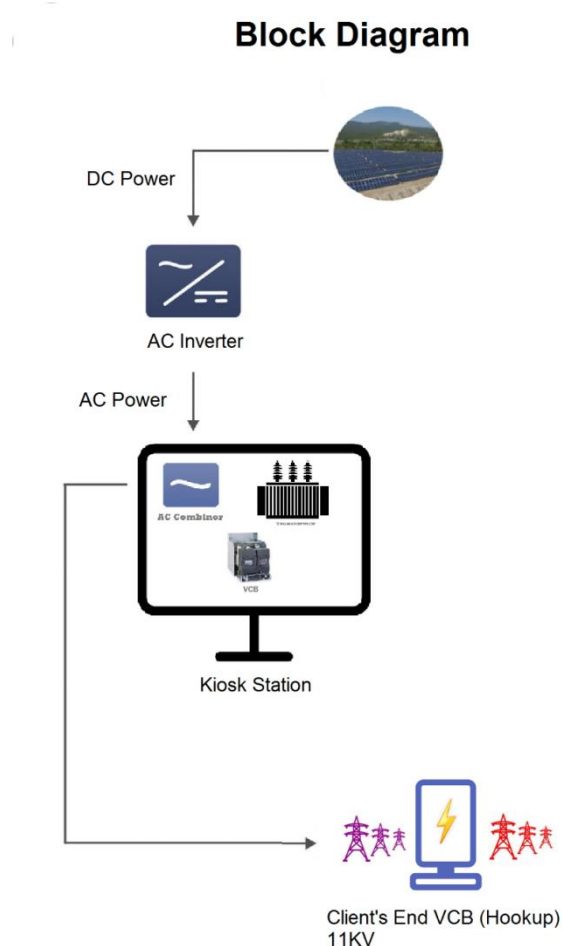 Block Diagram
DC Power
AC Inverter
AC Power
AC Combiner
VCB
Kiosk Station
Client's End VCB (Hookup)
11KV